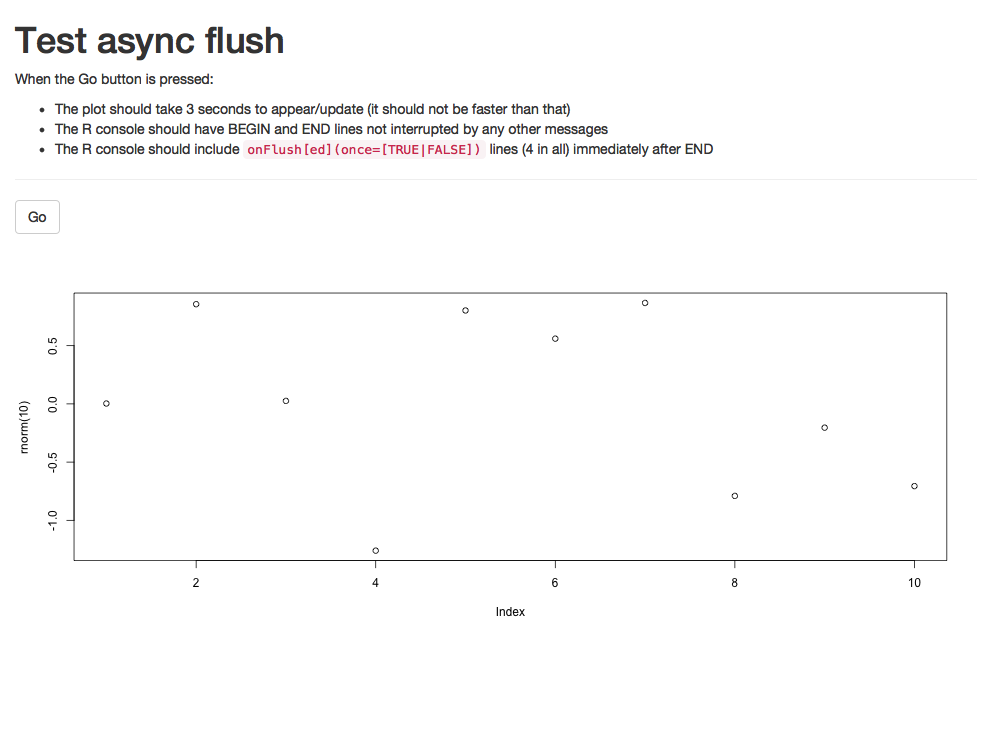 Test async flush
When the Go button is pressed:
• The plot should take 3 seconds to appear/update (it should not be faster than that)
• The R console should have BEGIN and END lines not interrupted by any other messages
• The R console should include onFlush[ed](once=[TRUE|FALSE]) lines (4 in all) immediately after END
Go
rnorm(10)
0.5
0.0
-0.5
-1.0
2 4 6 8 10
Index